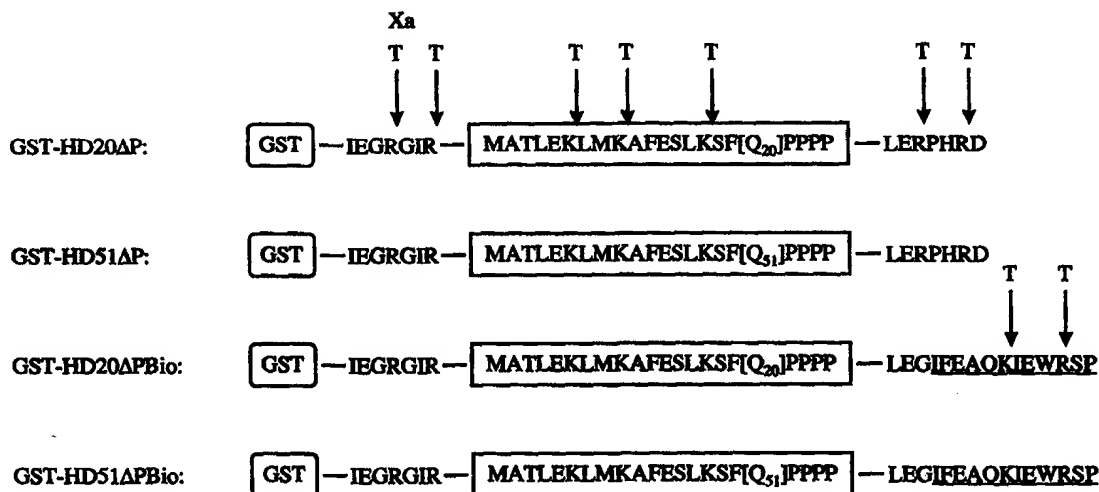 Xa
T T T T T T T
GST-HD20ΔP: GST IEGRGIR MATLEKLMKAFESLKSF[Q20]PPPP LERPHRD
GST-HD51ΔP: GST IEGRGIR MATLEKLMKAFESLKSF[Q51]PPPP LERPHRD
T T
GST-HD20ΔPBio: GST IEGRGIR MATLEKLMKAFESLKSF[Q20]PPPP LEGIFEAQKIEWRSP
GST-HD51ΔPBio: GST IEGRGIR MATLEKLMKAFESLKSF[Q51]PPPP LEGIFEAQKIEWRSP